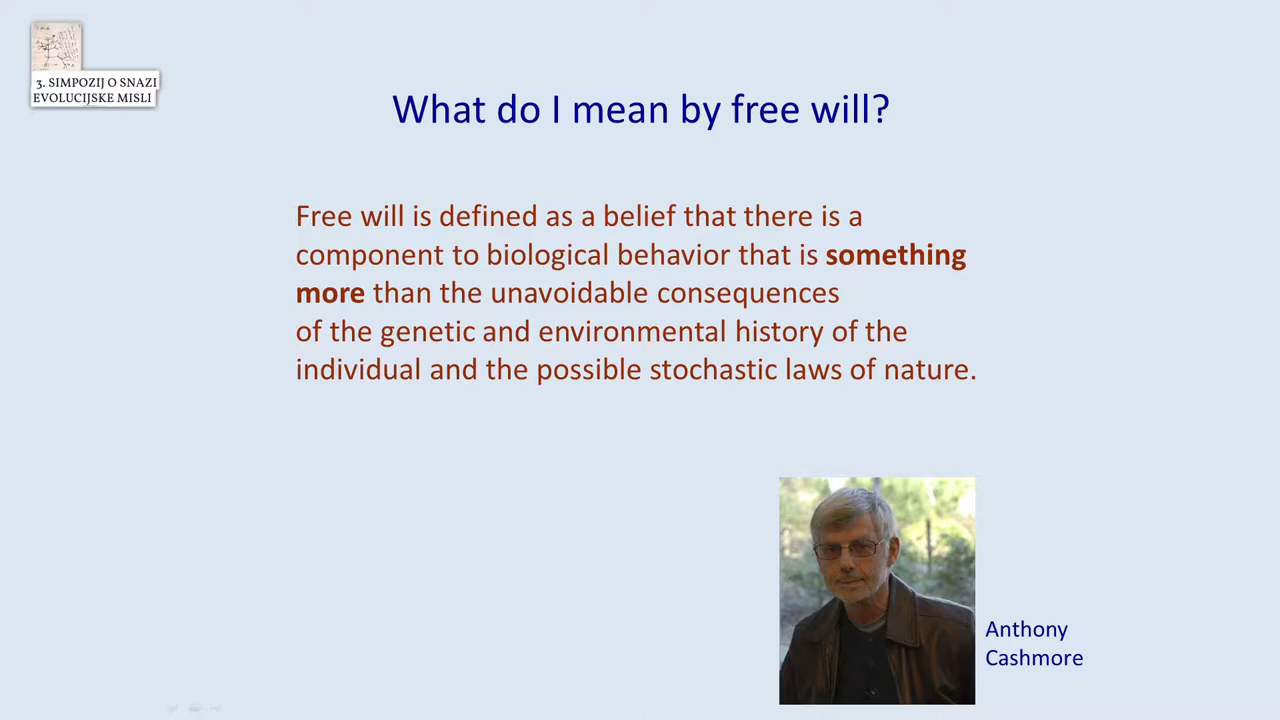 3. SIMPOZIJ O SNAZI
EVOLUCIJSKE MISLI
What do I mean by free will?
Free will is defined as a belief that there is a
component to biological behavior that is something
more than the unavoidable consequences
of the genetic and environmental history of the
individual and the possible stochastic laws of nature.
Anthony
Cashmore